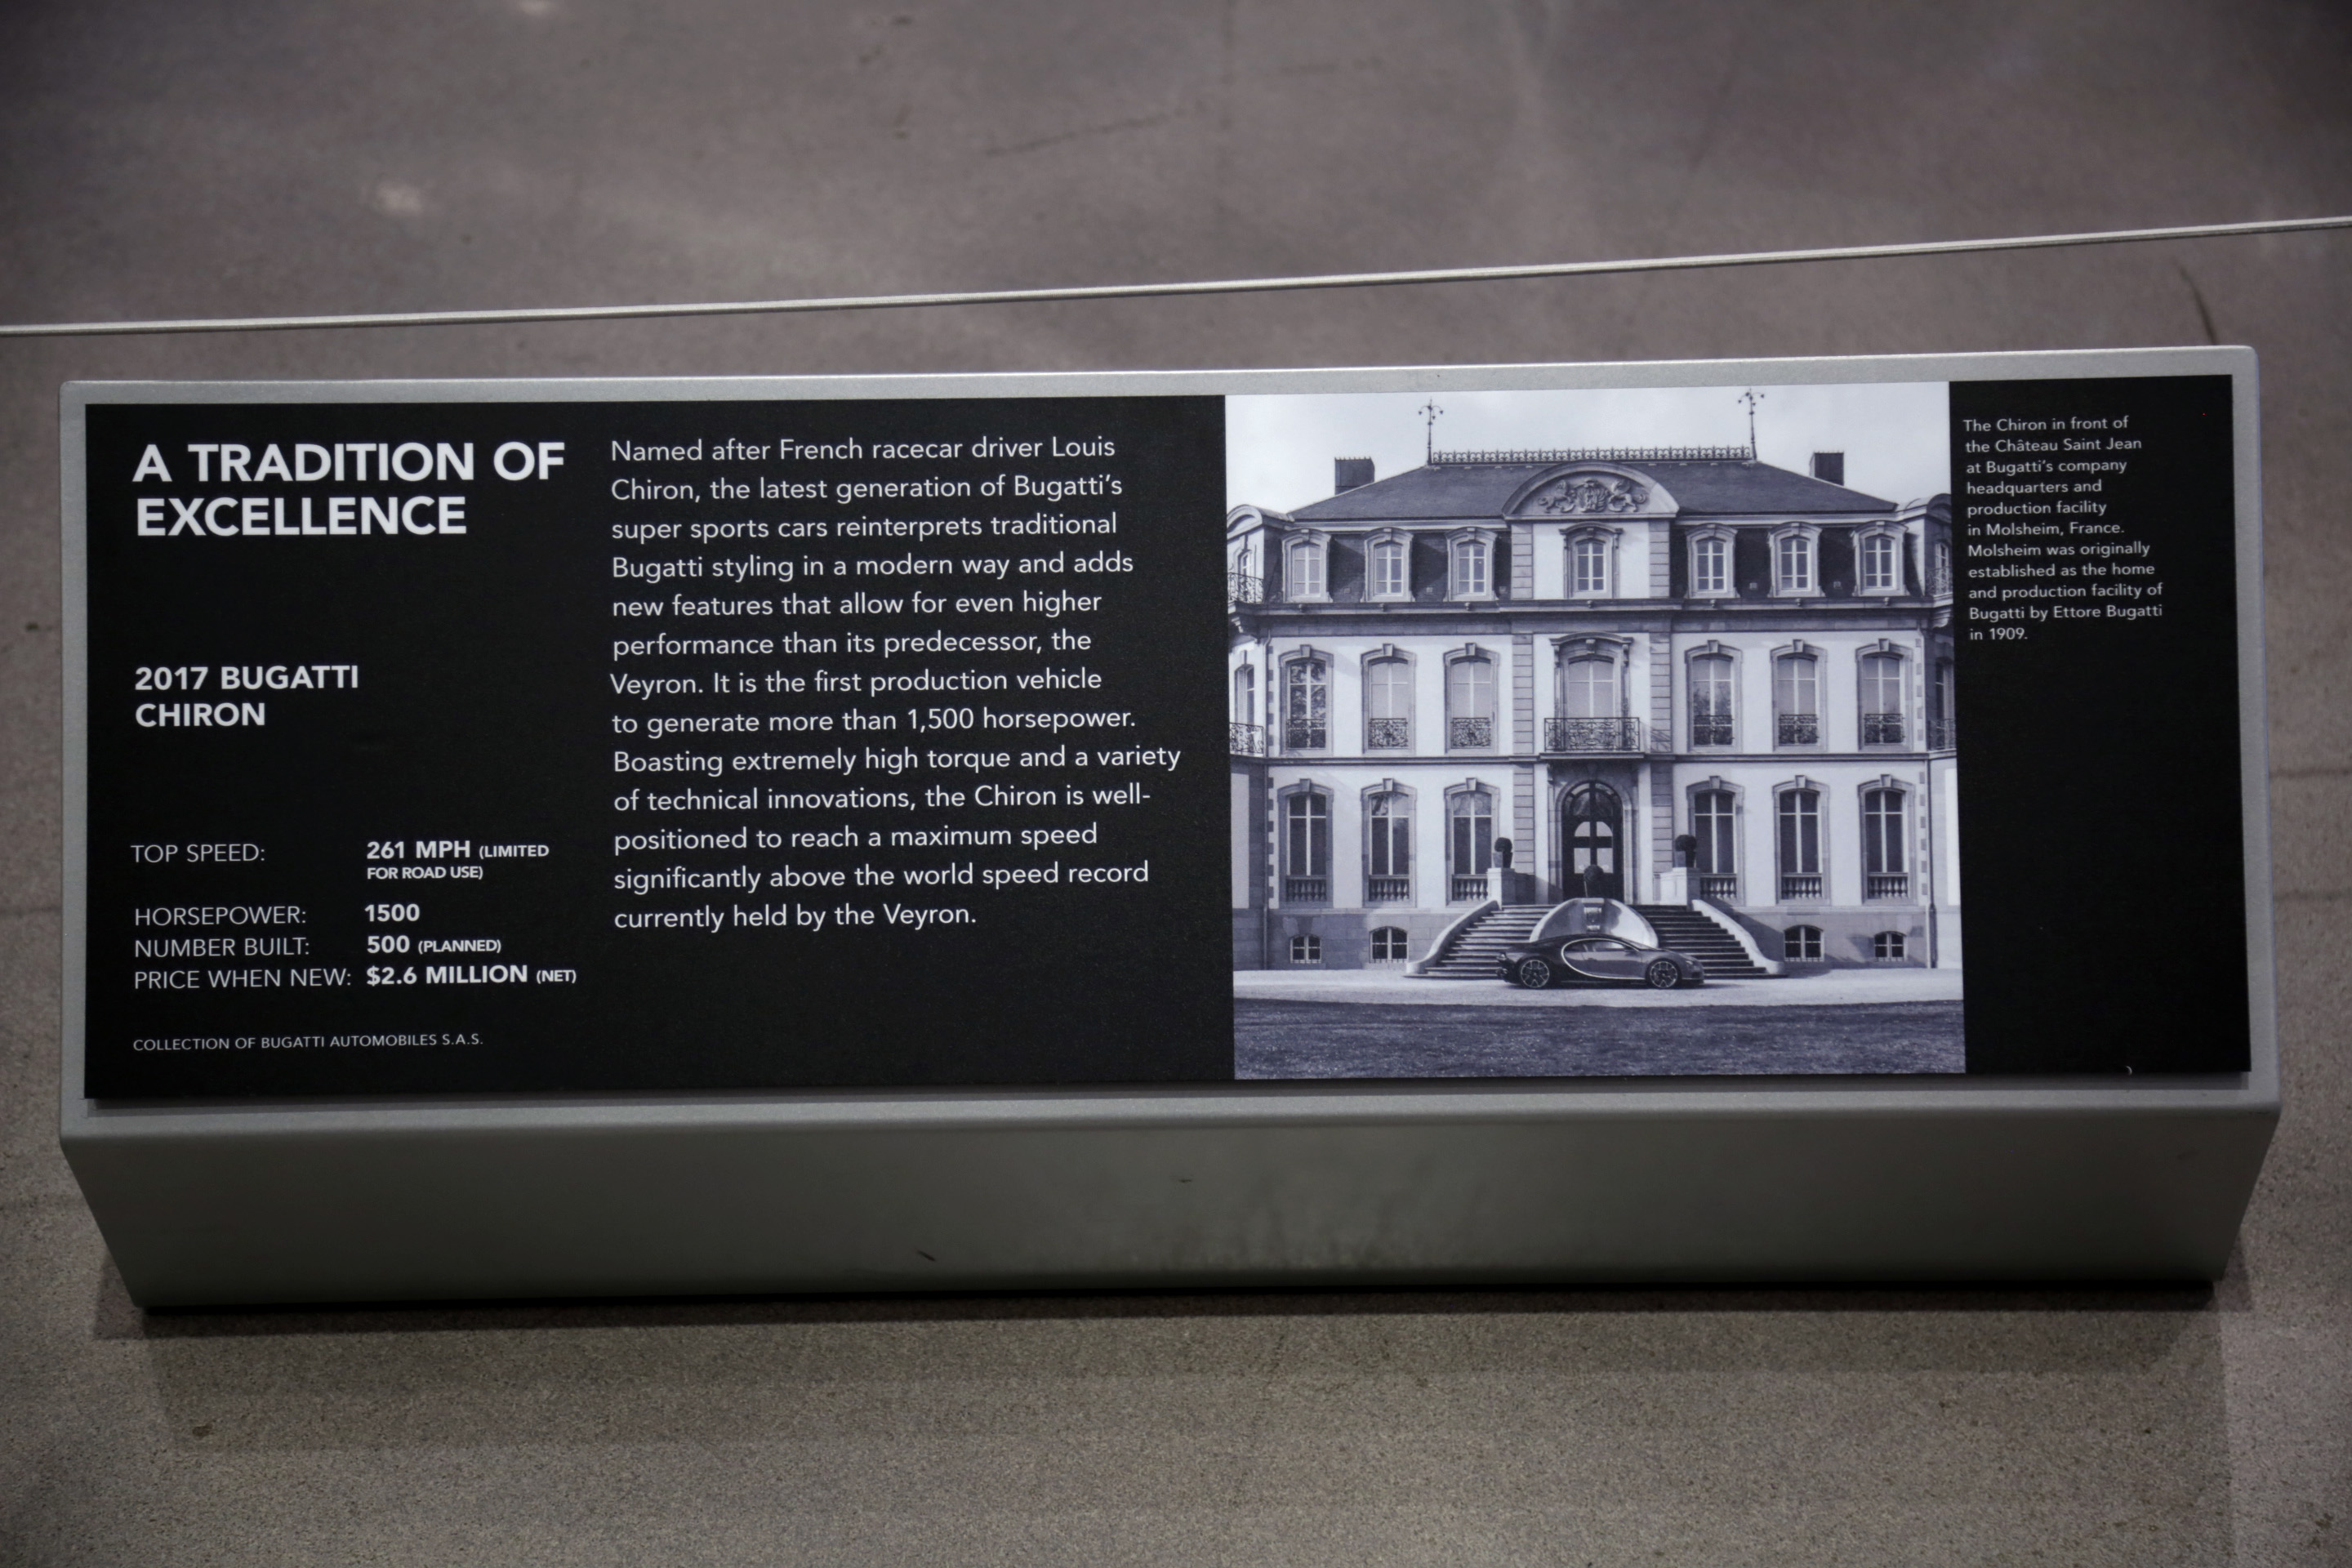 A TRADITION OF
EXCELLENCE
2017 BUGATTI
CHIRON
TOP SPEED: 261 MPH (LIMITED
FOR ROAD USE)
HORSEPOWER: 1500
NUMBER BUILT: 500 (PLANNED)
PRICE WHEN NEW: $2.6 MILLION (NET)
COLLECTION OF BUGATTI AUTOMOBILES S.A.S.
Named after French racecar driver Louis
Chiron, the latest generation of Bugatti's
super sports cars reinterprets traditional
Bugatti styling in a modern way and adds
new features that allow for even higher
performance than its predecessor, the
Veyron. It is the first production vehicle
to generate more than 1,500 horsepower.
Boasting extremely high torque and a variety
of technical innovations, the Chiron is well-
positioned to reach a maximum speed
significantly above the world speed record
currently held by the Veyron.
The Chiron in front of
the Château Saint Jean
at Bugatti's company
headquarters and
production facility
in Molsheim, France.
Molsheim was originally
established as the home
and production facility of
Bugatti by Ettore Bugatti
in 1909.